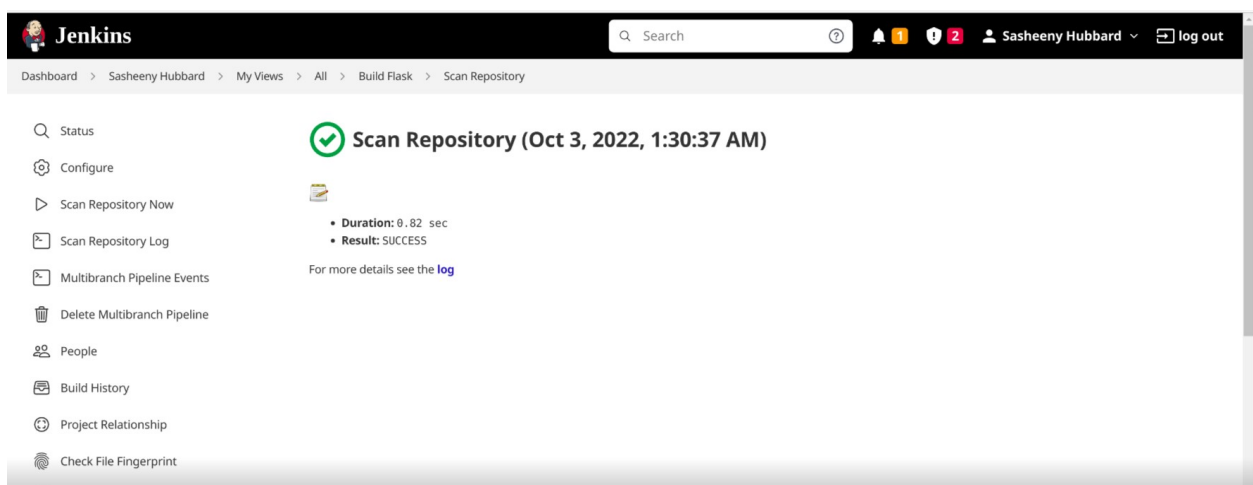 Jenkins
Search
1
2
Sasheeny Hubbard
log out
Dashboard > Sasheeny Hubbard > My Views > All > Build Flask > Scan Repository
Status
Configure
Scan Repository Now
Scan Repository Log
Multibranch Pipeline Events
Delete Multibranch Pipeline
People
Build History
Project Relationship
Check File Fingerprint
Scan Repository (Oct 3, 2022, 1:30:37 AM)
• Duration: 0.82 sec
• Result: SUCCESS
For more details see the log